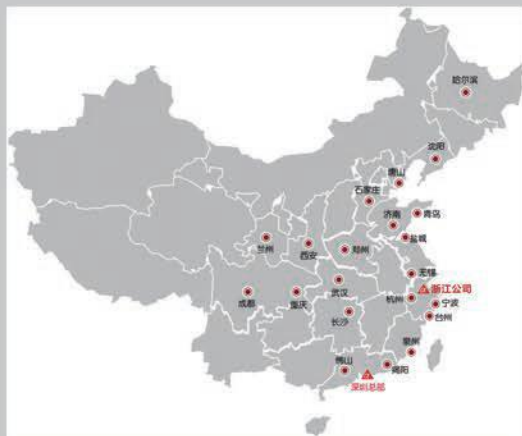 哈尔滨
沈阳
唐山
石家庄
济南
青岛
盐城
兰州
西安
郑州
无锡
浙江公司
成都
重庆
武汉
杭州
宁波
长沙
台州
泉州
佛山
揭阳
深圳总部